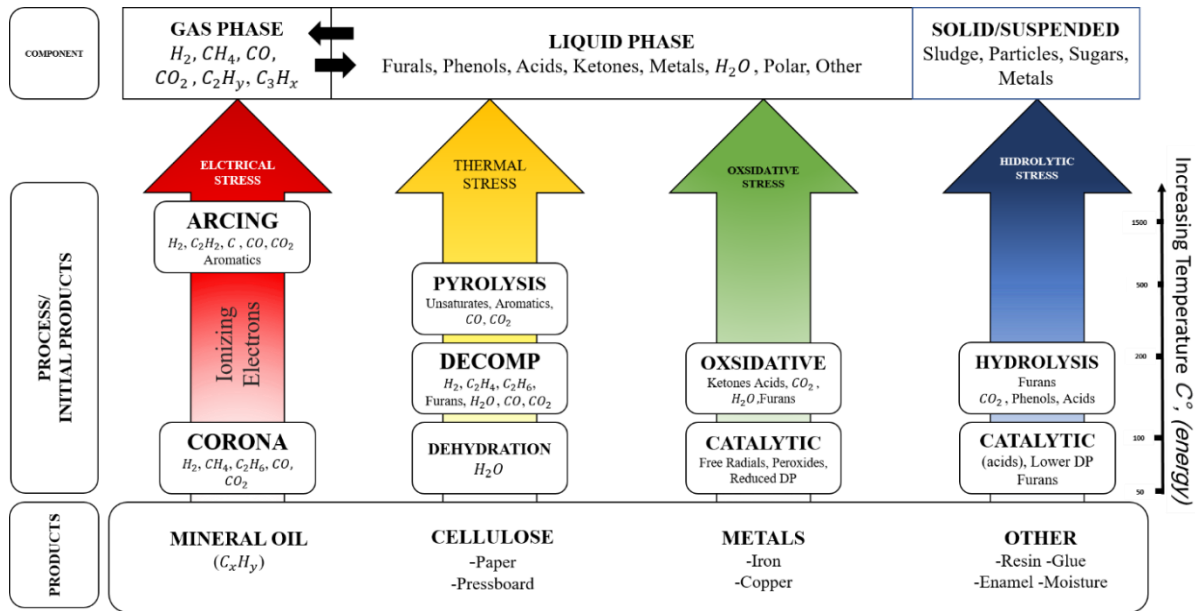 COMPONENT
GAS PHASE
H₂, CH₄, CO,
CO₂, C₂Hᵧ, C₃Hₓ
LIQUID PHASE
Furals, Phenols, Acids, Ketones, Metals, H₂O , Polar, Other
SOLID/SUSPENDED
Sludge, Particles, Sugars,
Metals
PROCESS/
INITIAL PRODUCTS
ELCTRICAL
STRESS
ARCING
H₂, C₂H₂, C , CO, CO₂
Aromatics
Ionizing
Electrons
CORONA
H₂, CH₄, C₂H₆, CO,
CO₂
THERMAL
STRESS
PYROLYSIS
Unsaturates, Aromatics,
CO, CO₂
DECOMP
H₂, C₂H₄, C₂H₆,
Furans, H₂O, CO, CO₂
DEHYDRATION
H₂O
OXSIDATIVE
STRESS
OXSIDATIVE
Ketones Acids, CO₂ ,
H₂O ,Furans
CATALYTIC
Free Radials, Peroxides,
Reduced DP
HIDROLYTIC
STRESS
HYDROLYSIS
Furans
CO₂ , Phenols, Acids
CATALYTIC
(acids), Lower DP
Furans
1500
500
200
100
50
Increasing Temperature C°, (energy)
PRODUCTS
MINERAL OIL
(CₓHᵧ)
CELLULOSE
-Paper
-Pressboard
METALS
-Iron
-Copper
OTHER
-Resin -Glue
-Enamel -Moisture